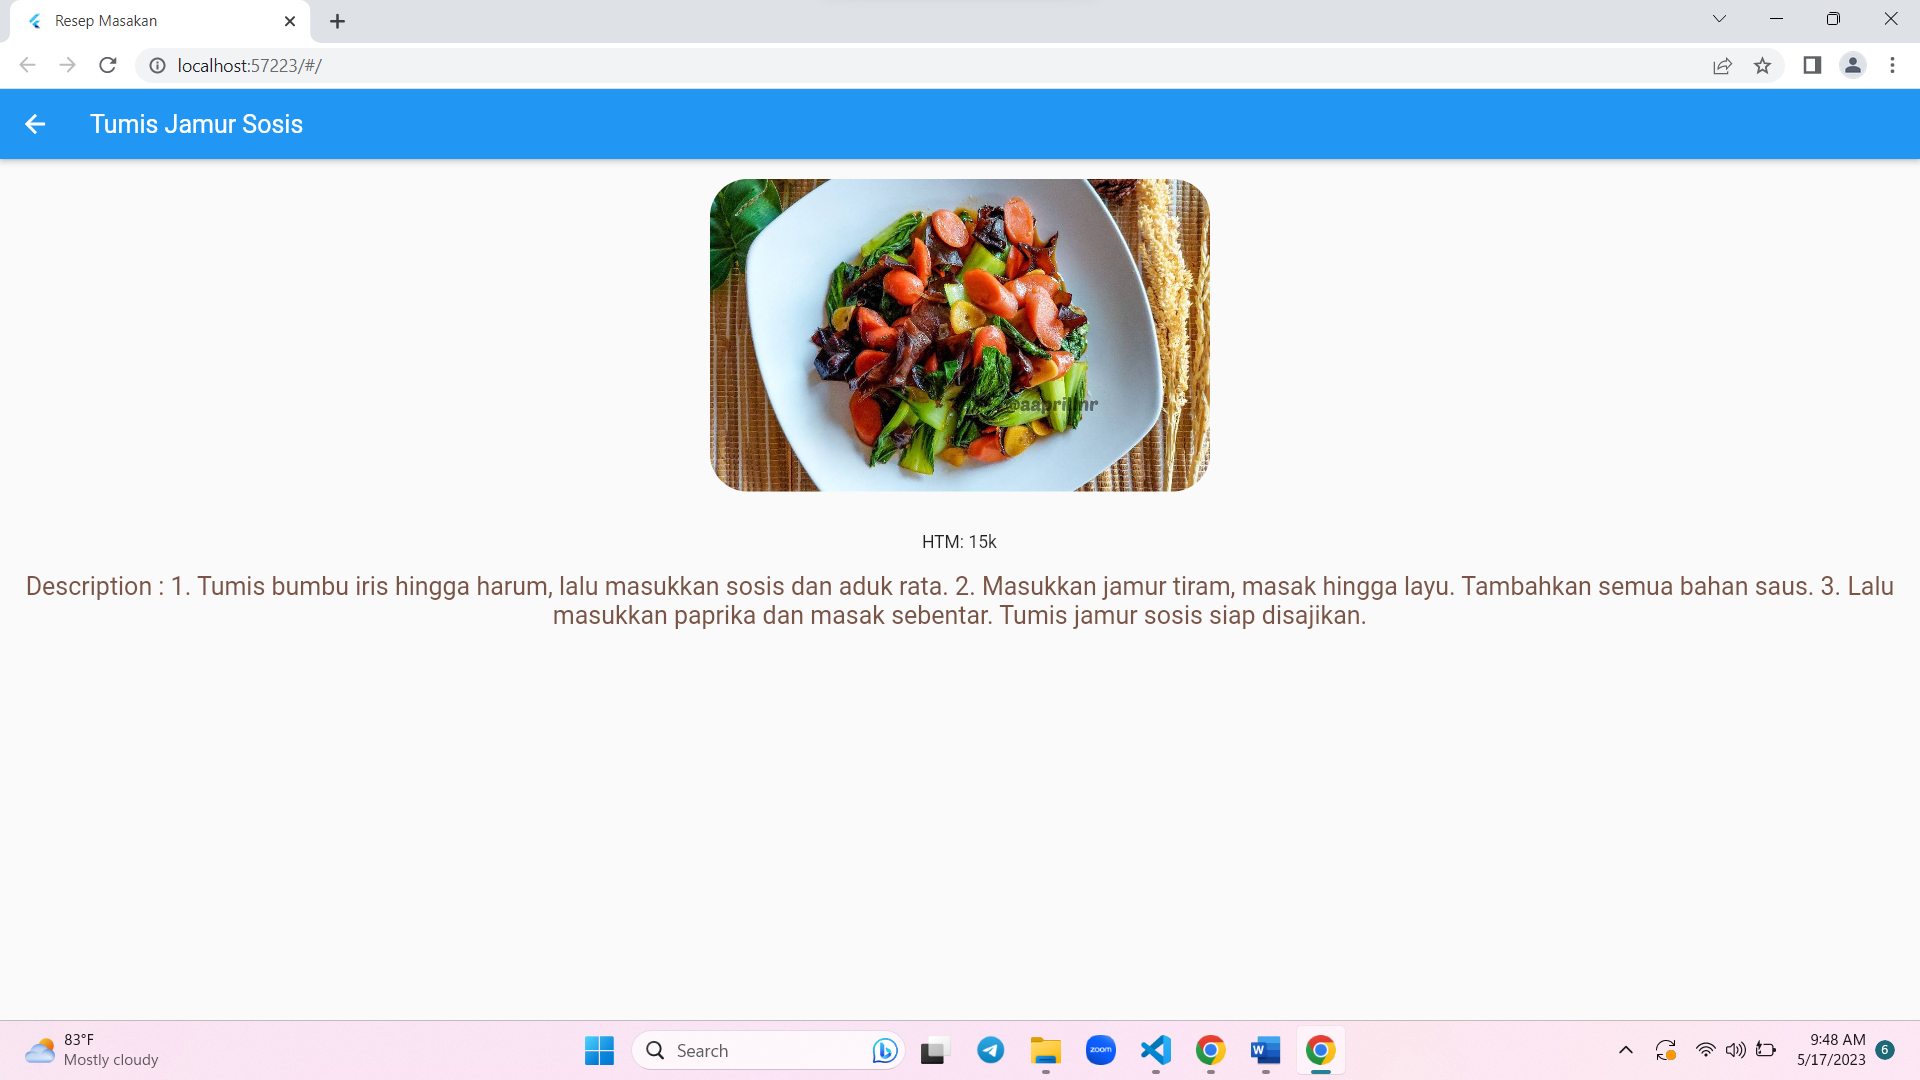 Resep Masakan
localhost:57223/#/
Tumis Jamur Sosis
HTM: 15k
Description : 1. Tumis bumbu iris hingga harum, lalu masukkan sosis dan aduk rata. 2. Masukkan jamur tiram, masak hingga layu. Tambahkan semua bahan saus. 3. Lalu
masukkan paprika dan masak sebentar. Tumis jamur sosis siap disajikan.
83°F
Mostly cloudy
Search
zoom
W
9:48 AM
5/17/2023
6